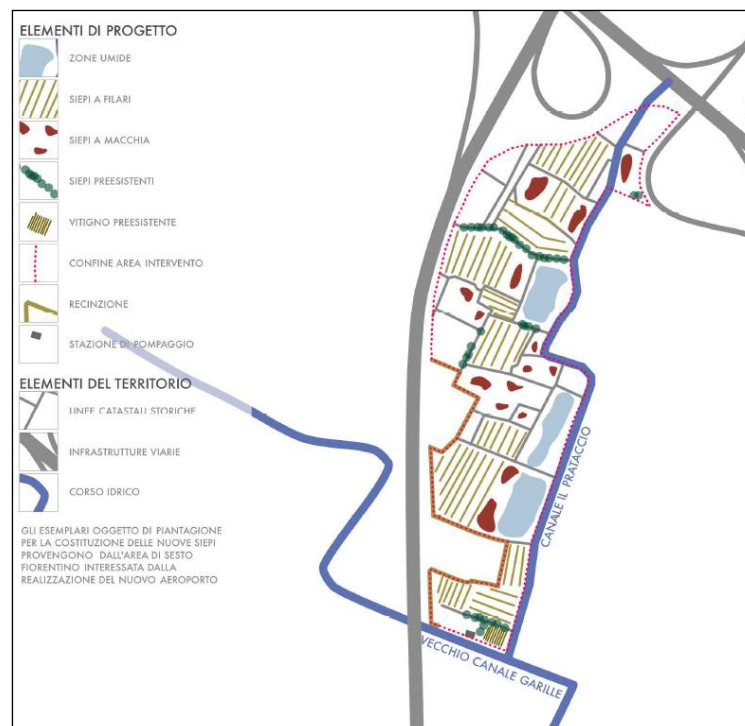 ELEMENTI DI PROGETTO
ZONE UMIDE
SIEPI A FILARI
SIEPI A MACCHIA
SIEPI PREESISTENTI
VITIGNO PREESISTENTE
CONFINE AREA INTERVENTO
RECINZIONE
STAZIONE DI POMPAGGIO
ELEMENTI DEL TERRITORIO
LINEE CATASTALI STORICHE
INFRASTRUTTURE VIARIE
CORSO IDRICO
GLI ESEMPLARI OGGETTO DI PIANTAGIONE
PER LA COSTITUZIONE DELLE NUOVE SIEPI
PROVENGONO DALL'AREA DI SESTO
FIORENTINO INTERESSATA DALLA
REALIZZAZIONE DEL NUOVO AEROPORTO
CANALE IL PRATACCIO
VECCHIO CANALE GARILLE